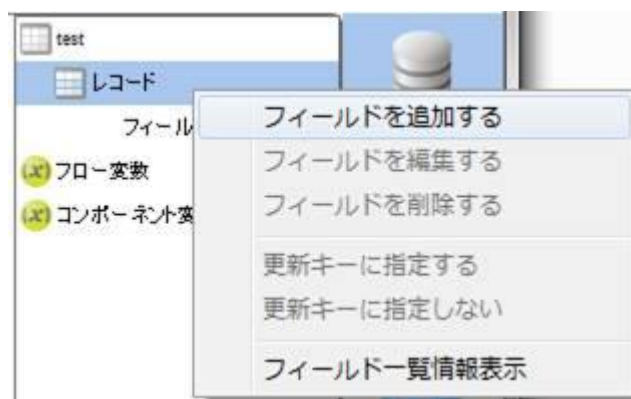 test
レコード
フィール
フロー変数
コンポーネント変
フィールドを追加する
フィールドを編集する
フィールドを削除する
更新キーに指定する
更新キーに指定しない
フィールド一覧情報表示